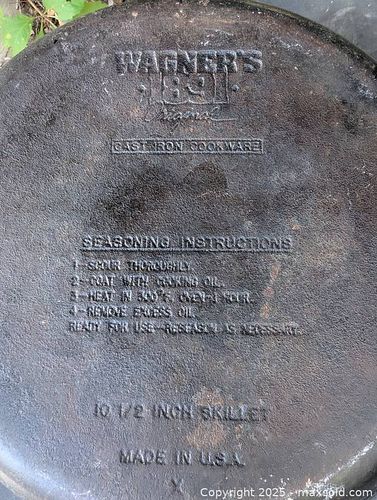 WAGNER'S
1891
Original
CAST IRON COOKWARE
SEASONING INSTRUCTIONS
1-SCOUR THOROUGHLY.
2-COAT WITH COOKING OIL.
3-HEAT IN 300°F. OVEN-1 HOUR.
4-REMOVE EXCESS OIL.
READY FOR USE-RESEASON AS NECESSARY.
10 1/2 INCH SKILLET
MADE IN U.S.A.
X
Copyright © 2025 - maxsold.com